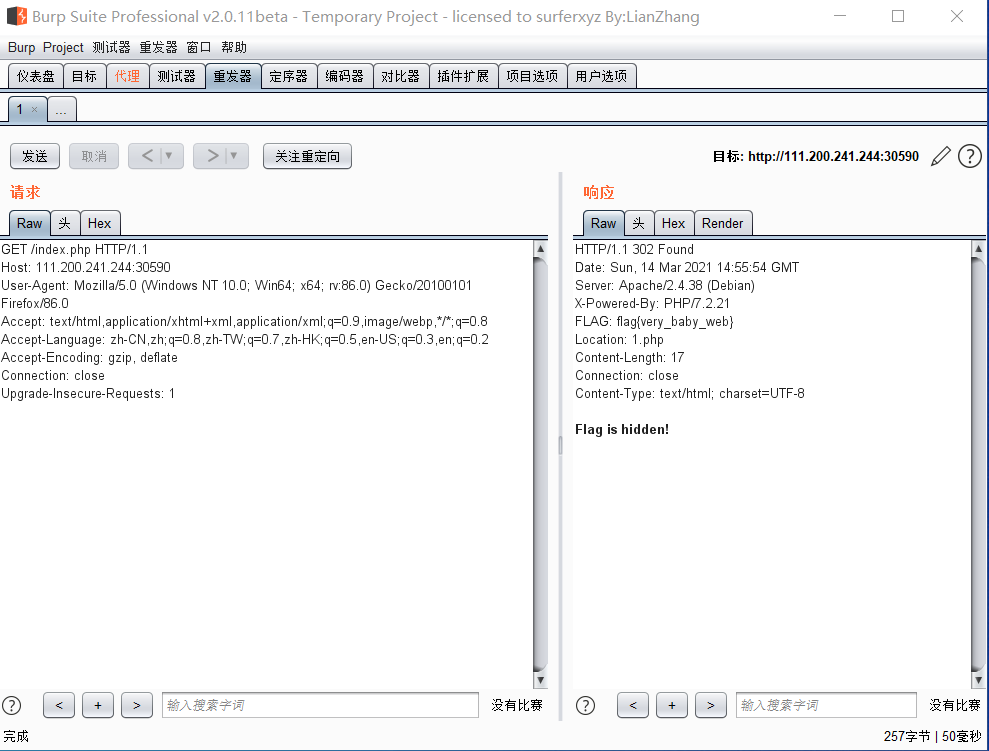 Burp Suite Professional v2.0.11beta - Temporary Project - licensed to surferxyz By:LianZhang
Burp Project 测试器 重发器 窗口 帮助
仪表盘 目标 代理 测试器 重发器 定序器 编码器 对比器 插件扩展 项目选项 用户选项
1 × ...
发送 取消 < ▼ > ▼ 关注重定向 目标: http://111.200.241.244:30590 ?
请求
Raw 头 Hex
GET /index.php HTTP/1.1
Host: 111.200.241.244:30590
User-Agent: Mozilla/5.0 (Windows NT 10.0; Win64; x64; rv:86.0) Gecko/20100101
Firefox/86.0
Accept: text/html,application/xhtml+xml,application/xml;q=0.9,image/webp,*/*;q=0.8
Accept-Language: zh-CN,zh;q=0.8,zh-TW;q=0.7,zh-HK;q=0.5,en-US;q=0.3,en;q=0.2
Accept-Encoding: gzip, deflate
Connection: close
Upgrade-Insecure-Requests: 1
? < + > 输入搜索字词 没有比赛
响应
Raw 头 Hex Render
HTTP/1.1 302 Found
Date: Sun, 14 Mar 2021 14:55:54 GMT
Server: Apache/2.4.38 (Debian)
X-Powered-By: PHP/7.2.21
FLAG: flag{very_baby_web}
Location: 1.php
Content-Length: 17
Connection: close
Content-Type: text/html; charset=UTF-8
Flag is hidden!
? < + > 输入搜索字词 没有比赛
完成 257字节 | 50毫秒